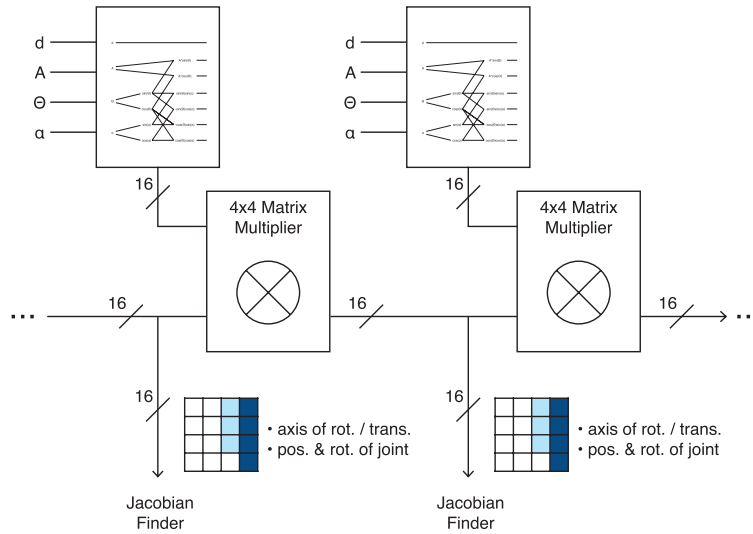 d
A
Θ
α
d
A
Θ
α
16
16
4x4 Matrix
Multiplier
4x4 Matrix
Multiplier
...
16
16
16
..
16
• axis of rot. / trans.
• pos. & rot. of joint
16
• axis of rot. / trans.
• pos. & rot. of joint
Jacobian
Finder
Jacobian
Finder